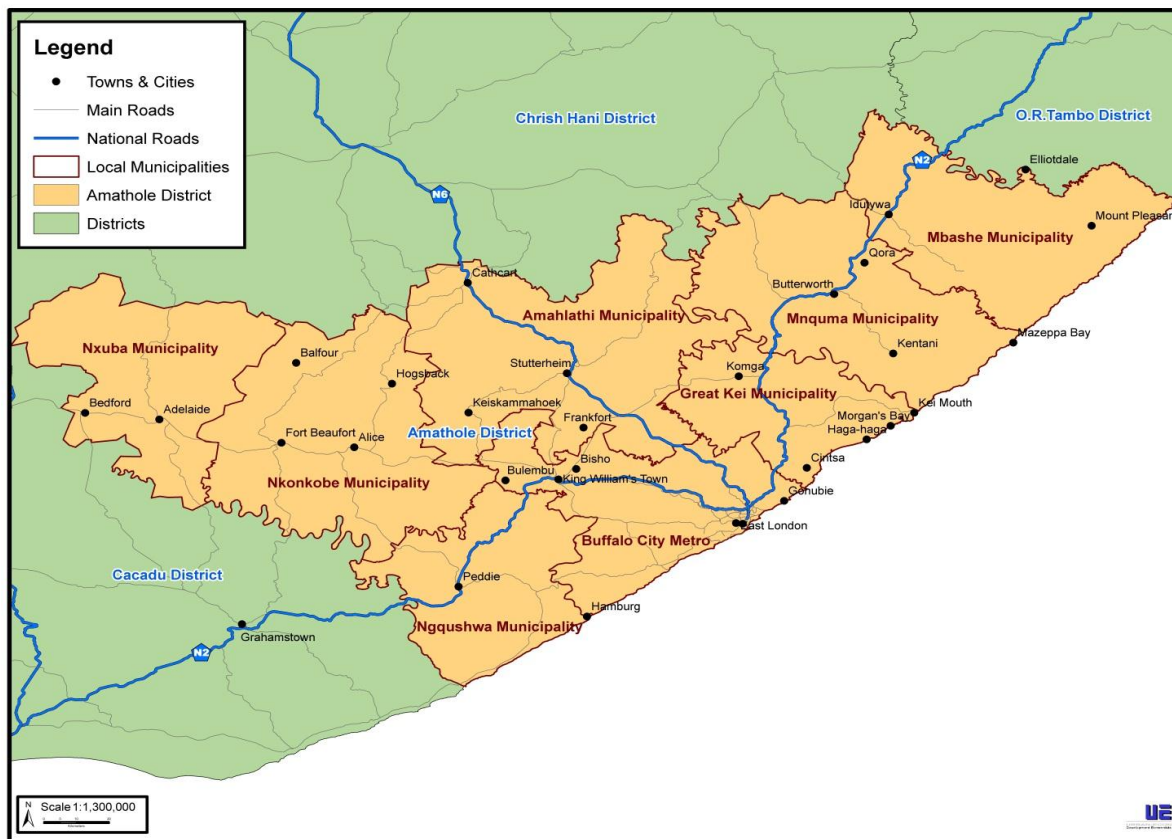 Legend
Towns & Cities
Main Roads
National Roads
Local Municipalities
Amathole District
Districts
Chrish Hani District
O.R.Tambo District
N2
Elliotdale
N6
Idutywa
Mount Pleasan
Mbashe Municipality
Qora
Cathcart
Butterworth
Amahlathi Municipality
Mnquma Municipality
Mazeppa Bay
Nxuba Municipality
Balfour
Kentani
Stutterheim
Komga
Hogsback
Great Kei Municipality
Bedford
Adelaide
Keiskammahoek
Kei Mouth
Morgan's Bay
Frankfort
Haga-haga
Amathole District
Fort Beaufort
Alice
Bisho
Cintsa
Bulembu
King William's Town
Nkonkobe Municipality
Gonubie
East London
Buffalo City Metro
Cacadu District
Peddie
Hamburg
Ngqushwa Municipality
Grahamstown
N2
N
Scale 1:1,300,000